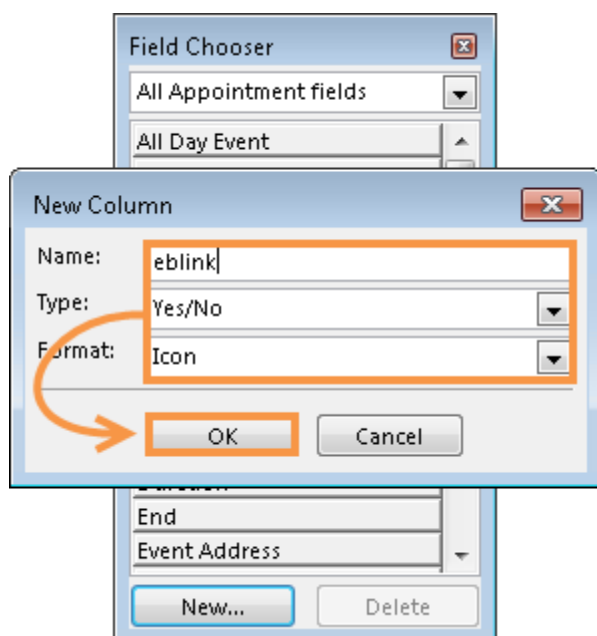 Field Chooser
All Appointment fields
All Day Event
New Column
Name: eblink
Type: Yes/No
Format: Icon
OK Cancel
End
Event Address
New... Delete